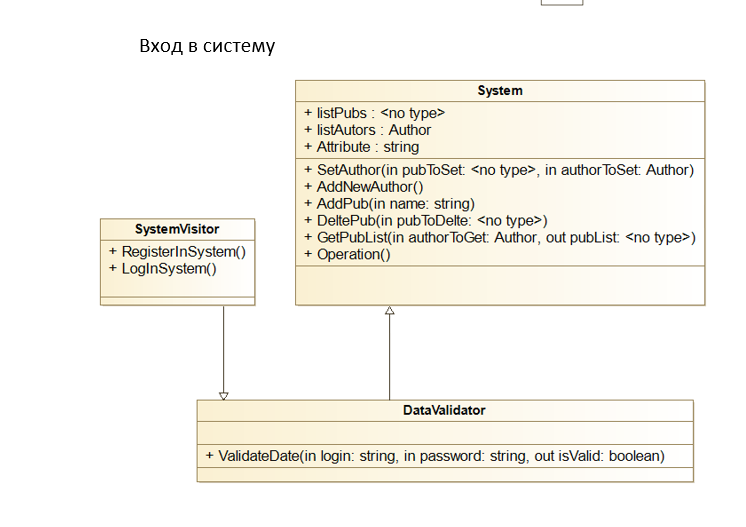 Вход в систему
System
+ listPubs : <no type>
+ listAutors : Author
+ Attribute : string
+ SetAuthor(in pubToSet: <no type>, in authorToSet: Author)
+ AddNewAuthor()
+ AddPub(in name: string)
+ DeltePub(in pubToDelte: <no type>)
+ GetPubList(in authorToGet: Author, out pubList: <no type>)
+ Operation()
SystemVisitor
+ RegisterInSystem()
+ LogInSystem()
DataValidator
+ ValidateDate(in login: string, in password: string, out isValid: boolean)